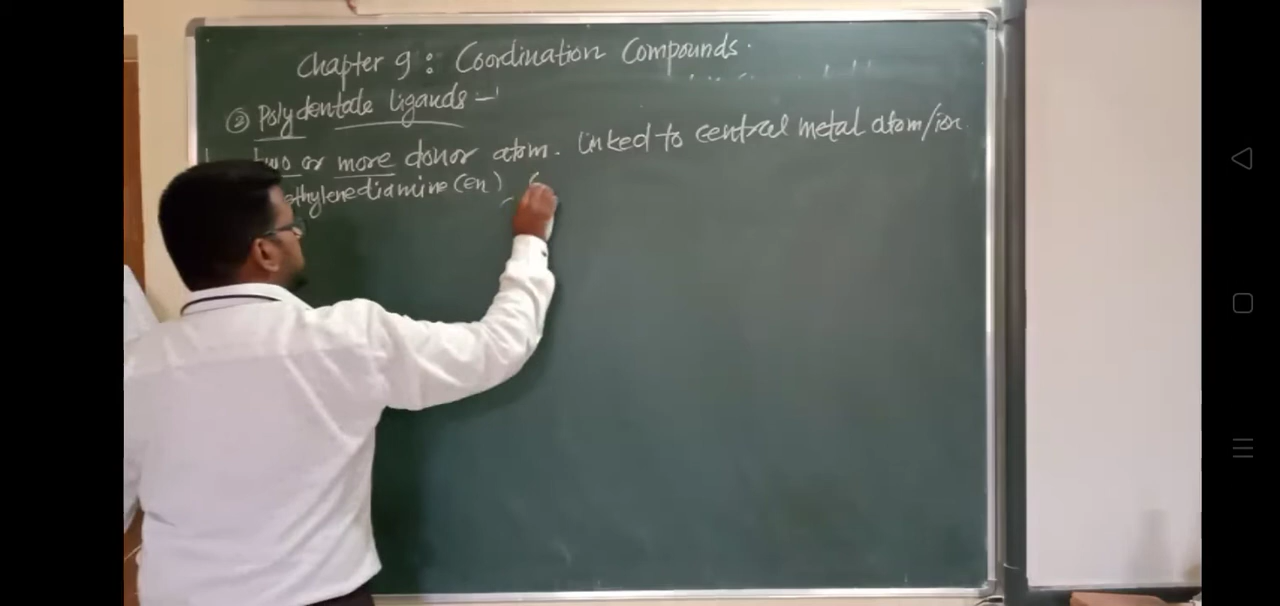 Chapter 9 : Coordination Compounds.
② Polydentate ligands :-
two or more donor atom. linked to central metal atom/ion
ethylenediamine (en)